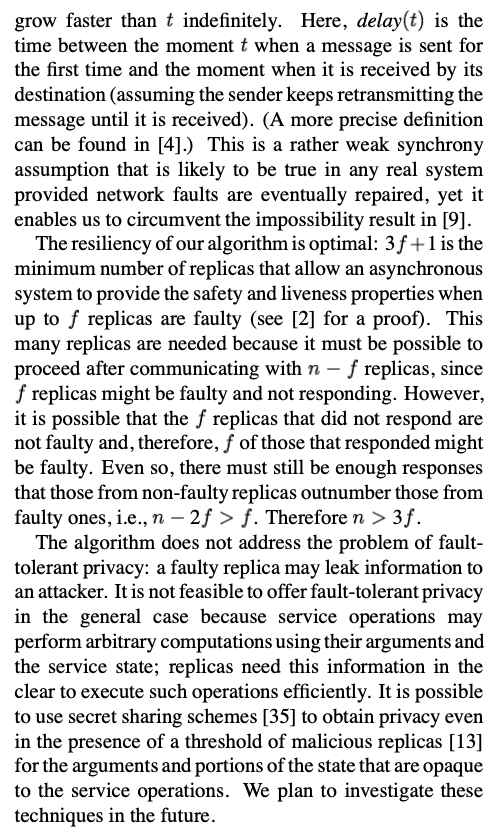 grow faster than t indefinitely. Here, delay(t) is the
time between the moment t when a message is sent for
the first time and the moment when it is received by its
destination (assuming the sender keeps retransmitting the
message until it is received). (A more precise definition
can be found in [4].) This is a rather weak synchrony
assumption that is likely to be true in any real system
provided network faults are eventually repaired, yet it
enables us to circumvent the impossibility result in [9].
The resiliency of our algorithm is optimal: 3f+1 is the
minimum number of replicas that allow an asynchronous
system to provide the safety and liveness properties when
up to f replicas are faulty (see [2] for a proof). This
many replicas are needed because it must be possible to
proceed after communicating with n − f replicas, since
f replicas might be faulty and not responding. However,
it is possible that the f replicas that did not respond are
not faulty and, therefore, f of those that responded might
be faulty. Even so, there must still be enough responses
that those from non-faulty replicas outnumber those from
faulty ones, i.e., n − 2f > f. Therefore n > 3f.
The algorithm does not address the problem of fault-
tolerant privacy: a faulty replica may leak information to
an attacker. It is not feasible to offer fault-tolerant privacy
in the general case because service operations may
perform arbitrary computations using their arguments and
the service state; replicas need this information in the
clear to execute such operations efficiently. It is possible
to use secret sharing schemes [35] to obtain privacy even
in the presence of a threshold of malicious replicas [13]
for the arguments and portions of the state that are opaque
to the service operations. We plan to investigate these
techniques in the future.